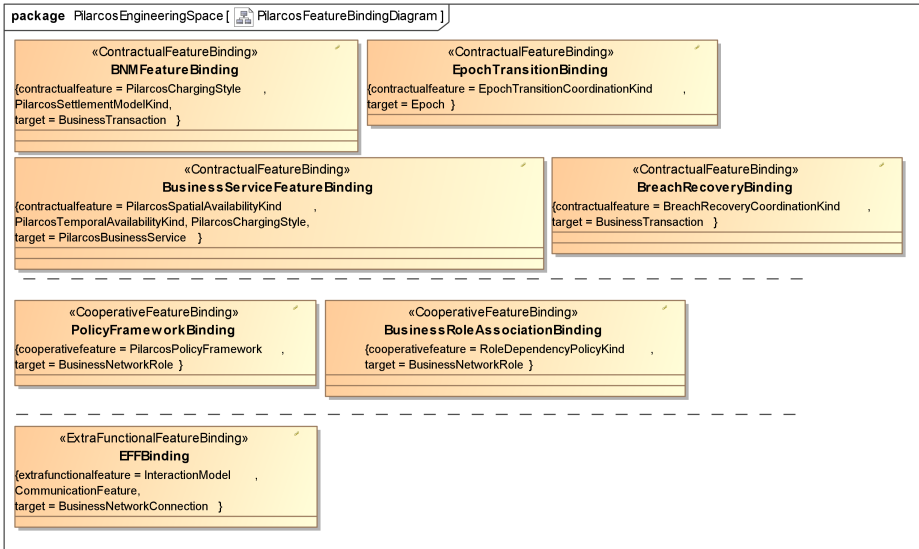 package PilarcosEngineeringSpace [ PilarcosFeatureBindingDiagram ]
«ContractualFeatureBinding»
BNMFeatureBinding
{contractualfeature = PilarcosChargingStyle ,
PilarcosSettlementModelKind,
target = BusinessTransaction }
«ContractualFeatureBinding»
EpochTransitionBinding
{contractualfeature = EpochTransitionCoordinationKind ,
target = Epoch }
«ContractualFeatureBinding»
BusinessServiceFeatureBinding
{contractualfeature = PilarcosSpatialAvailabilityKind ,
PilarcosTemporalAvailabilityKind, PilarcosChargingStyle,
target = PilarcosBusinessService }
«ContractualFeatureBinding»
BreachRecoveryBinding
{contractualfeature = BreachRecoveryCoordinationKind ,
target = BusinessTransaction }
«CooperativeFeatureBinding»
PolicyFrameworkBinding
{cooperativefeature = PilarcosPolicyFramework ,
target = BusinessNetworkRole }
«CooperativeFeatureBinding»
BusinessRoleAssociationBinding
{cooperativefeature = RoleDependencyPolicyKind ,
target = BusinessNetworkRole }
«ExtraFunctionalFeatureBinding»
EFFBinding
{extrafunctionalfeature = InteractionModel ,
CommunicationFeature,
target = BusinessNetworkConnection }